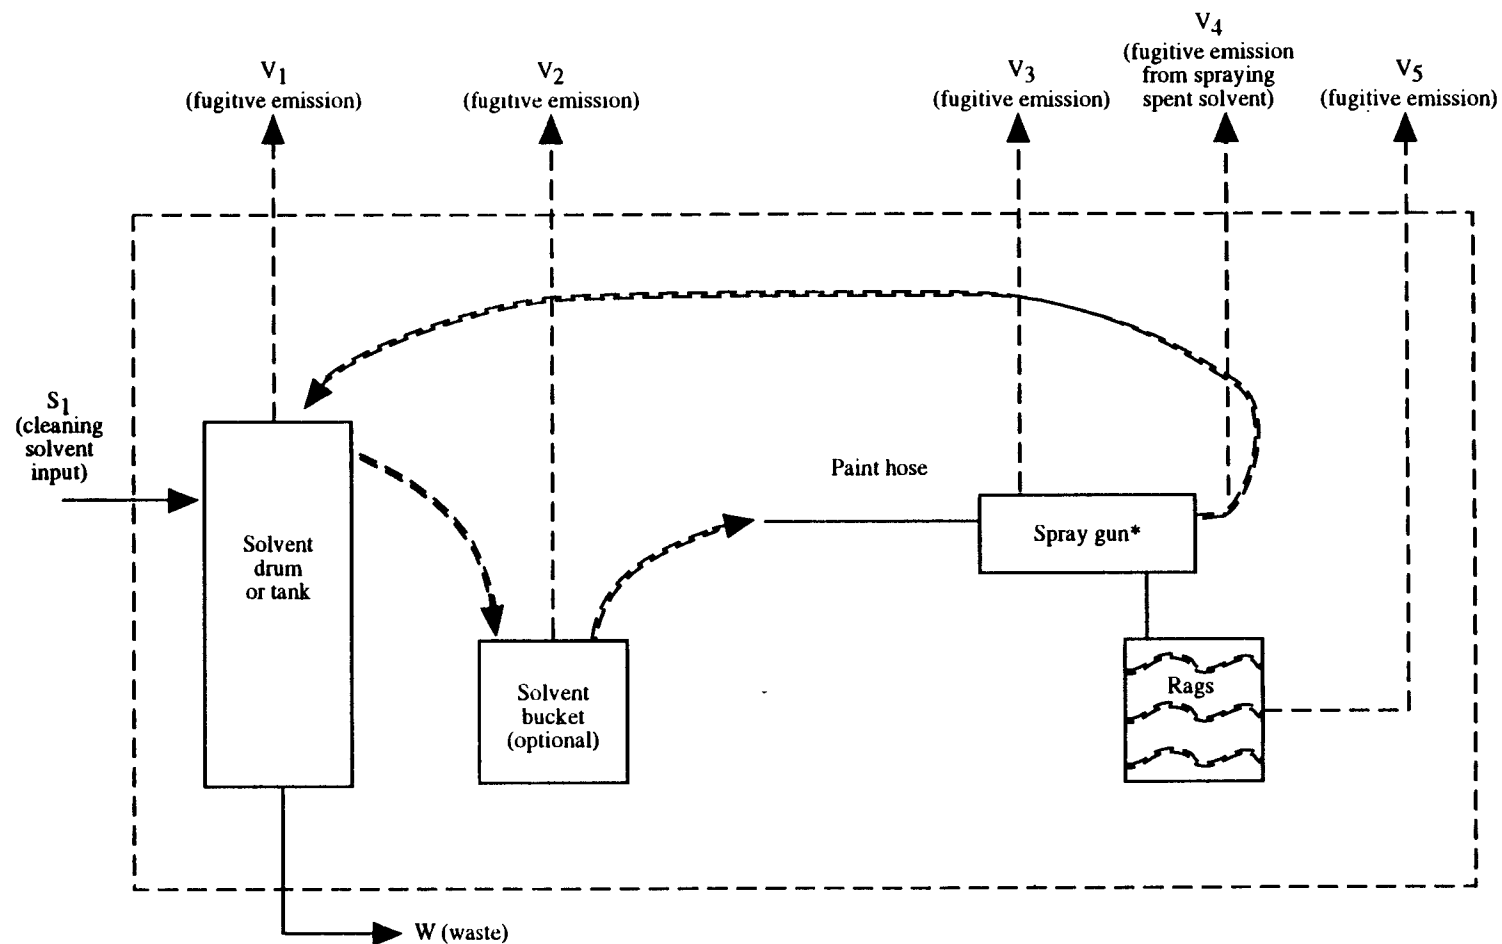 V1
(fugitive emission)
V2
(fugitive emission)
V3
(fugitive emission)
V4
(fugitive emission
from spraying
spent solvent)
V5
(fugitive emission)
S1
(cleaning
solvent
input)
Solvent
drum
or tank
Solvent
bucket
(optional)
Paint hose
Spray gun*
Rags
W (waste)